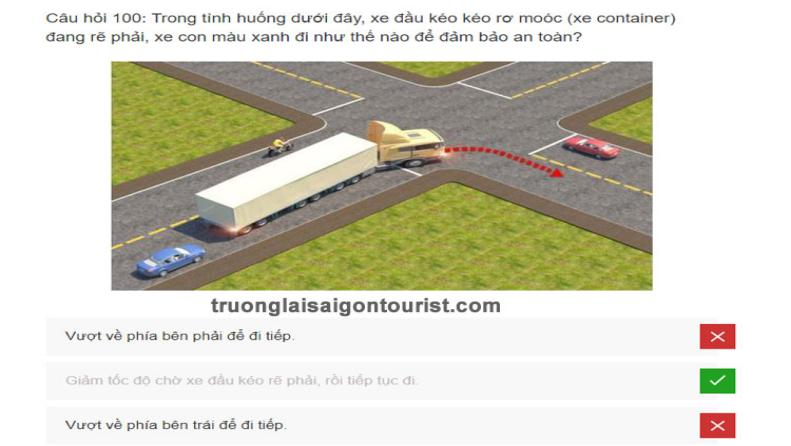 Câu hỏi 100: Trong tình huống dưới đây, xe đầu kéo kéo rơ moóc (xe container)
đang rẽ phải, xe con màu xanh đi như thế nào để đảm bảo an toàn?
truonglaisaigontourist.com
Vượt về phía bên phải để đi tiếp.
Giảm tốc độ chờ xe đầu kéo rẽ phải, rồi tiếp tục đi.
Vượt về phía bên trái để đi tiếp.